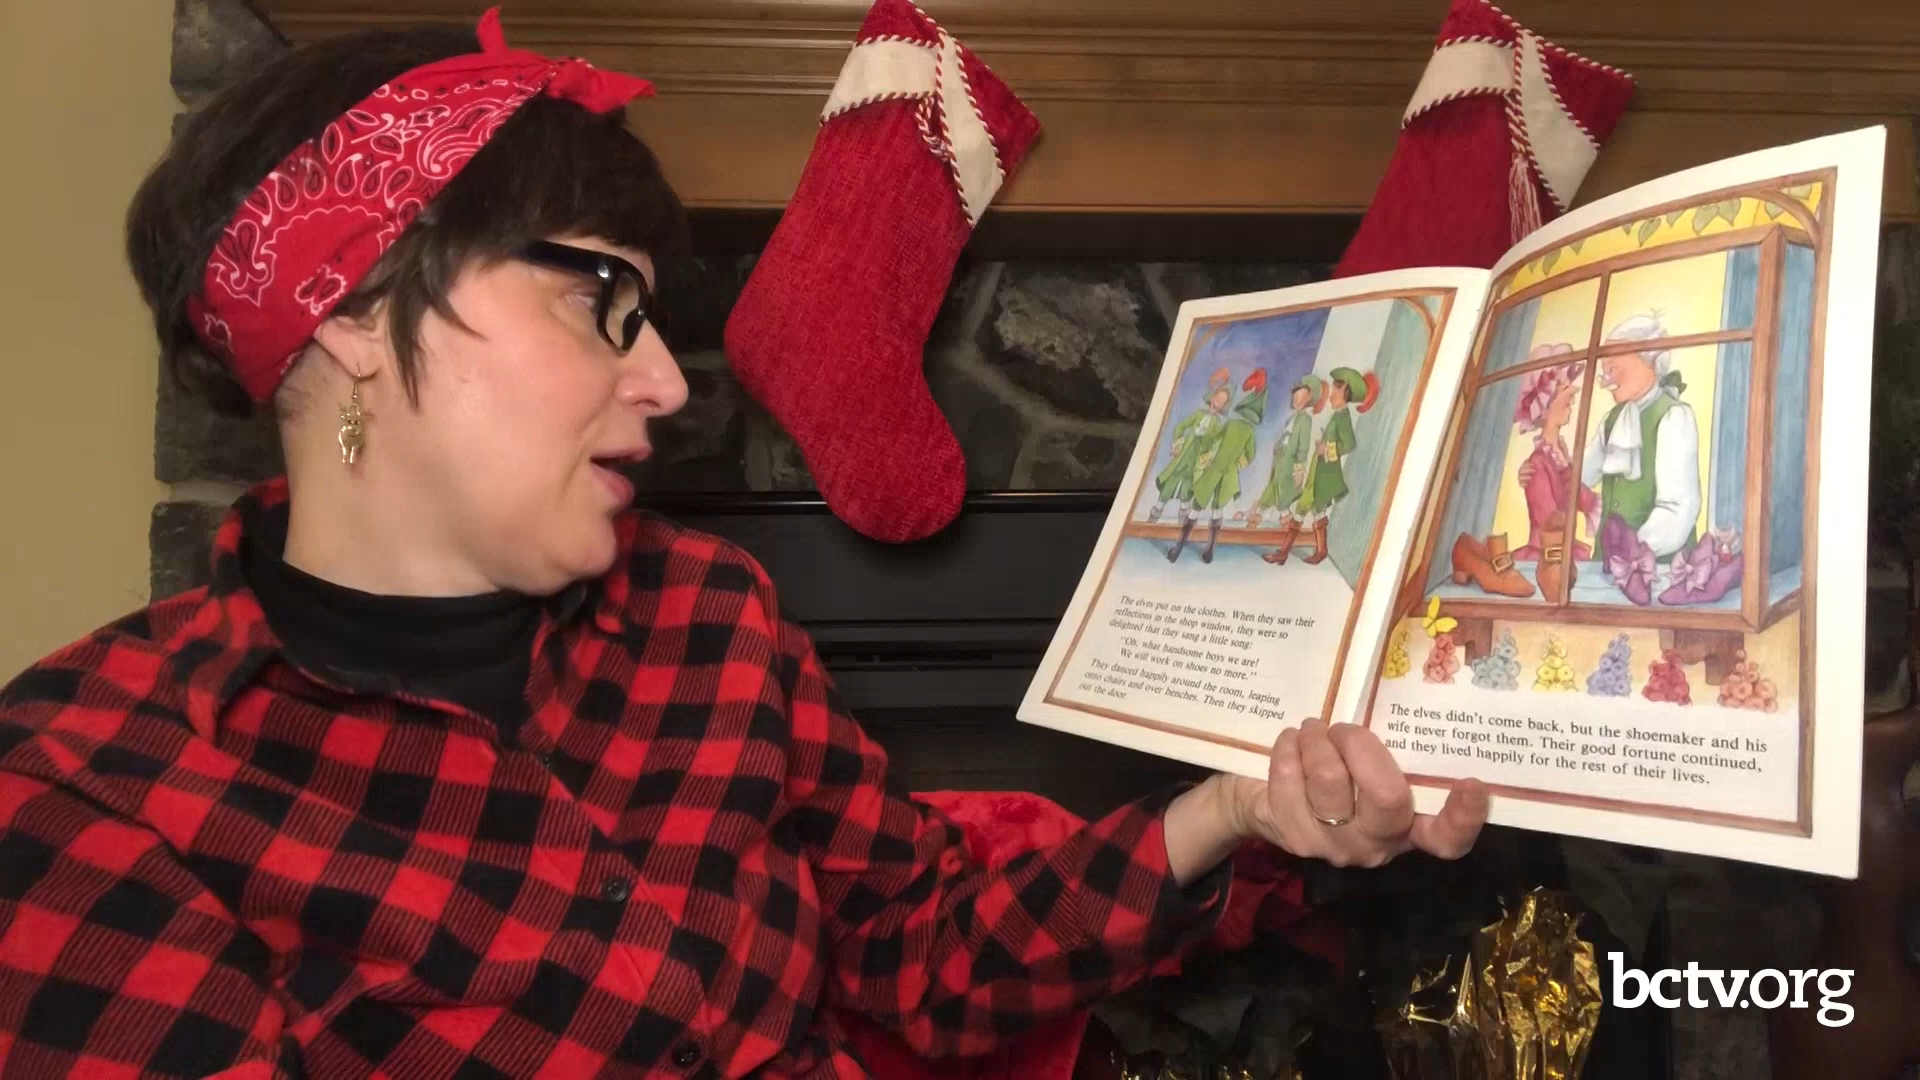 The elves put on the clothes. When they saw their
reflections in the shop window, they were so
delighted that they sang a little song:
"Oh, what handsome boys we are!
We will work on shoes no more."
They danced happily around the room, leaping
onto chairs and over benches. Then they skipped
out the door.
The elves didn't come back, but the shoemaker and his
wife never forgot them. Their good fortune continued,
and they lived happily for the rest of their lives.
bctv.org